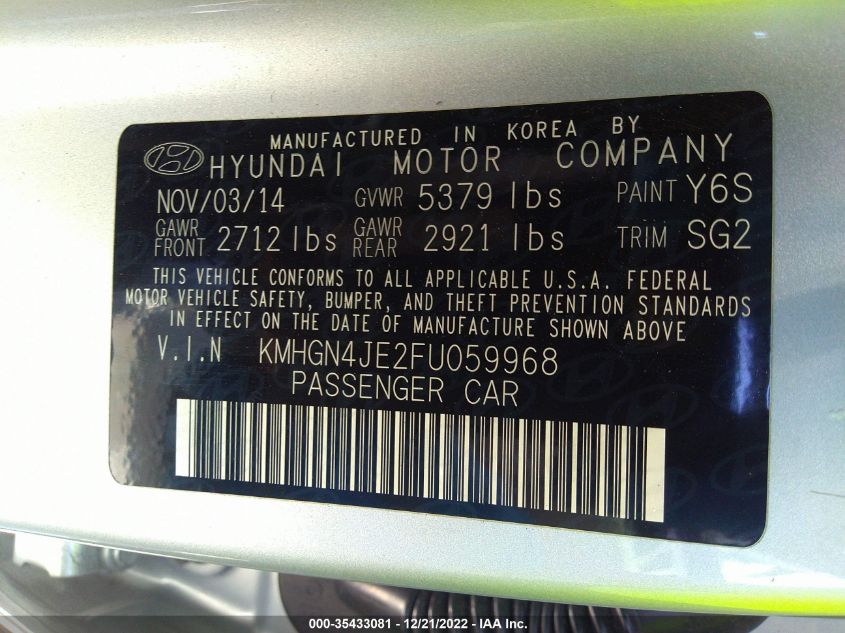 MANUFACTURED IN KOREA BY
HYUNDAI MOTOR COMPANY
NOV/03/14 GVWR 5379 lbs PAINT Y6S
GAWR FRONT 2712 lbs GAWR REAR 2921 lbs TRIM SG2
THIS VEHICLE CONFORMS TO ALL APPLICABLE U.S.A. FEDERAL
MOTOR VEHICLE SAFETY, BUMPER, AND THEFT PREVENTION STANDARDS
IN EFFECT ON THE DATE OF MANUFACTURE SHOWN ABOVE
V.I.N KMHGN4JE2FU059968
PASSENGER CAR
000-35433081 - 12/21/2022 - IAA Inc.